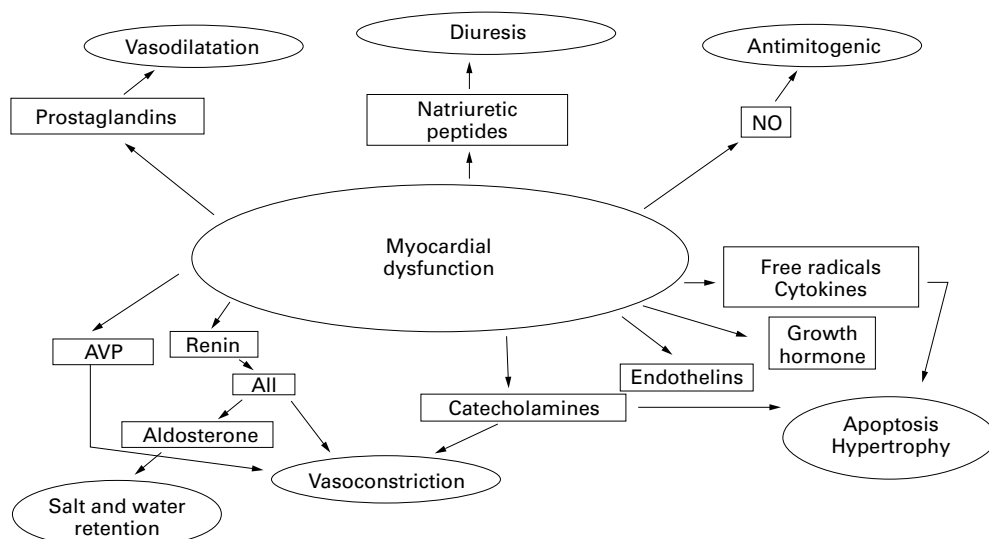 Vasodilatation
Diuresis
Antimitogenic
Prostaglandins
Natriuretic
peptides
NO
Myocardial
dysfunction
Free radicals
Cytokines
AVP
Renin
Growth
hormone
All
Endothelins
Aldosterone
Catecholamines
Apoptosis
Hypertrophy
Vasoconstriction
Salt and water
retention